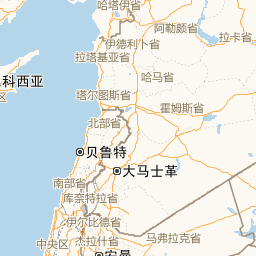 哈塔伊省
阿勒颇省
伊德利卜省
拉卡省
拉塔基亚省
哈马省
科西亚
塔尔图斯省
霍姆斯省
北部省
贝鲁特
大马士革
南部省
库奈特拉省
伊尔比德省
中央区
杰拉什省
马弗拉克省
安曼